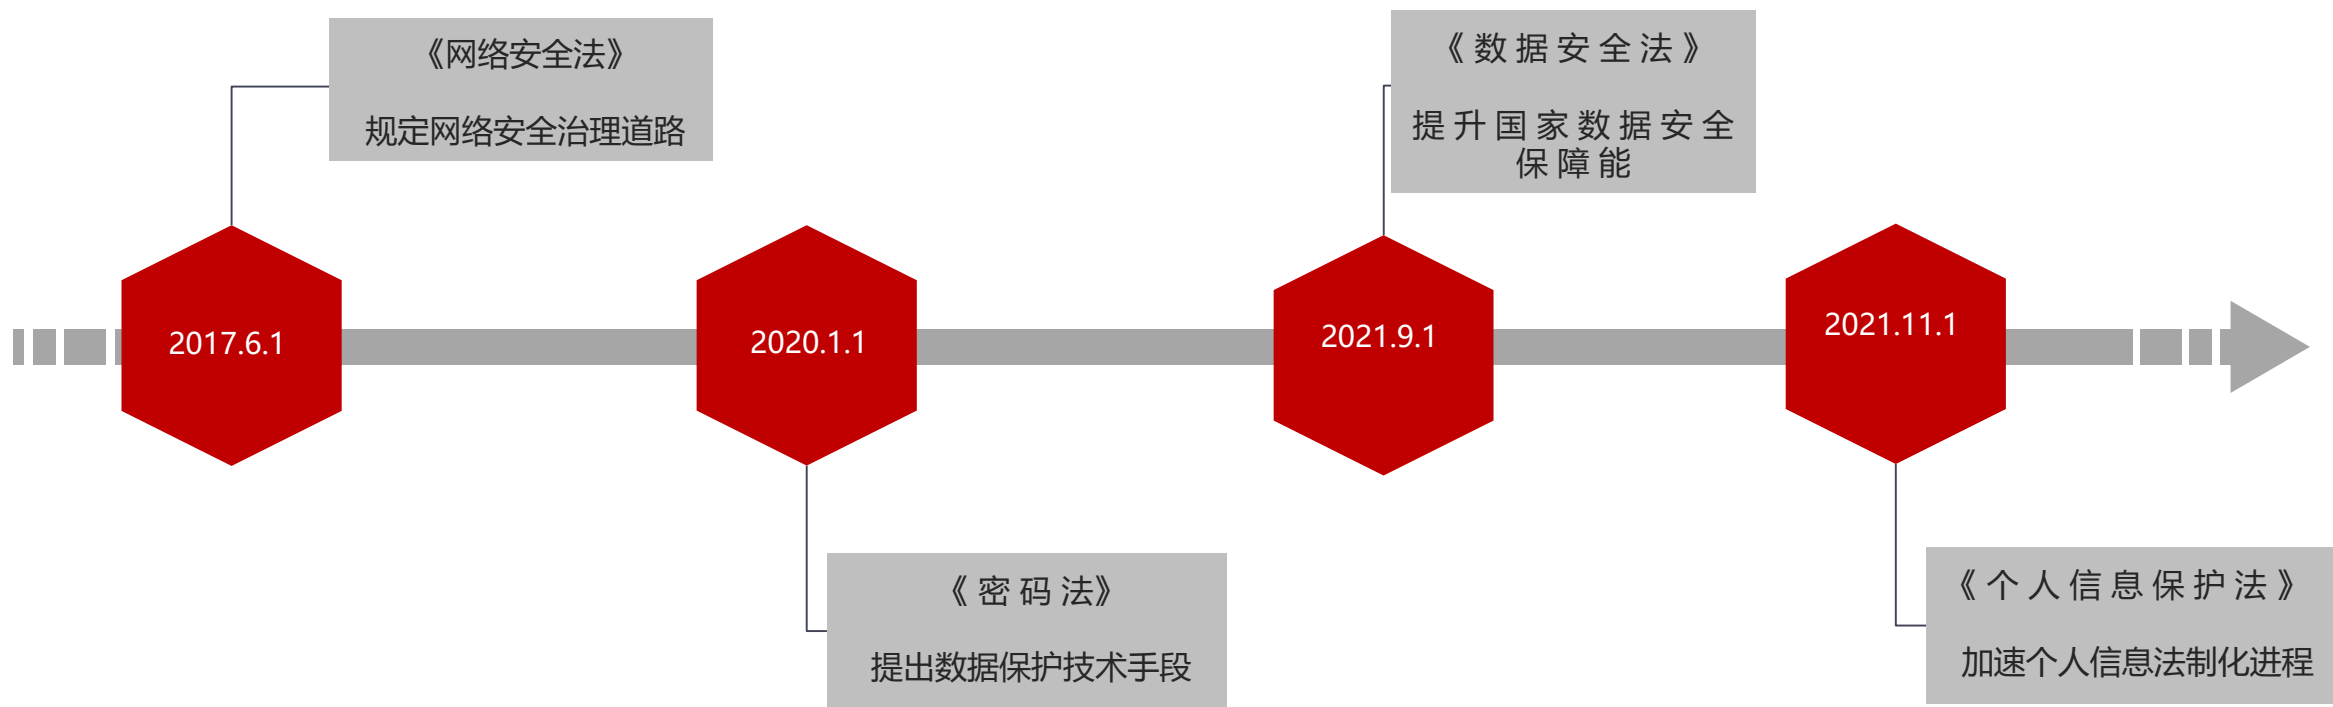 《网络安全法》
规定网络安全治理道路
《数据安全法》
提升国家数据安全
保障能
2017.6.1
2020.1.1
2021.9.1
2021.11.1
《密码法》
提出数据保护技术手段
《个人信息保护法》
加速个人信息法制化进程